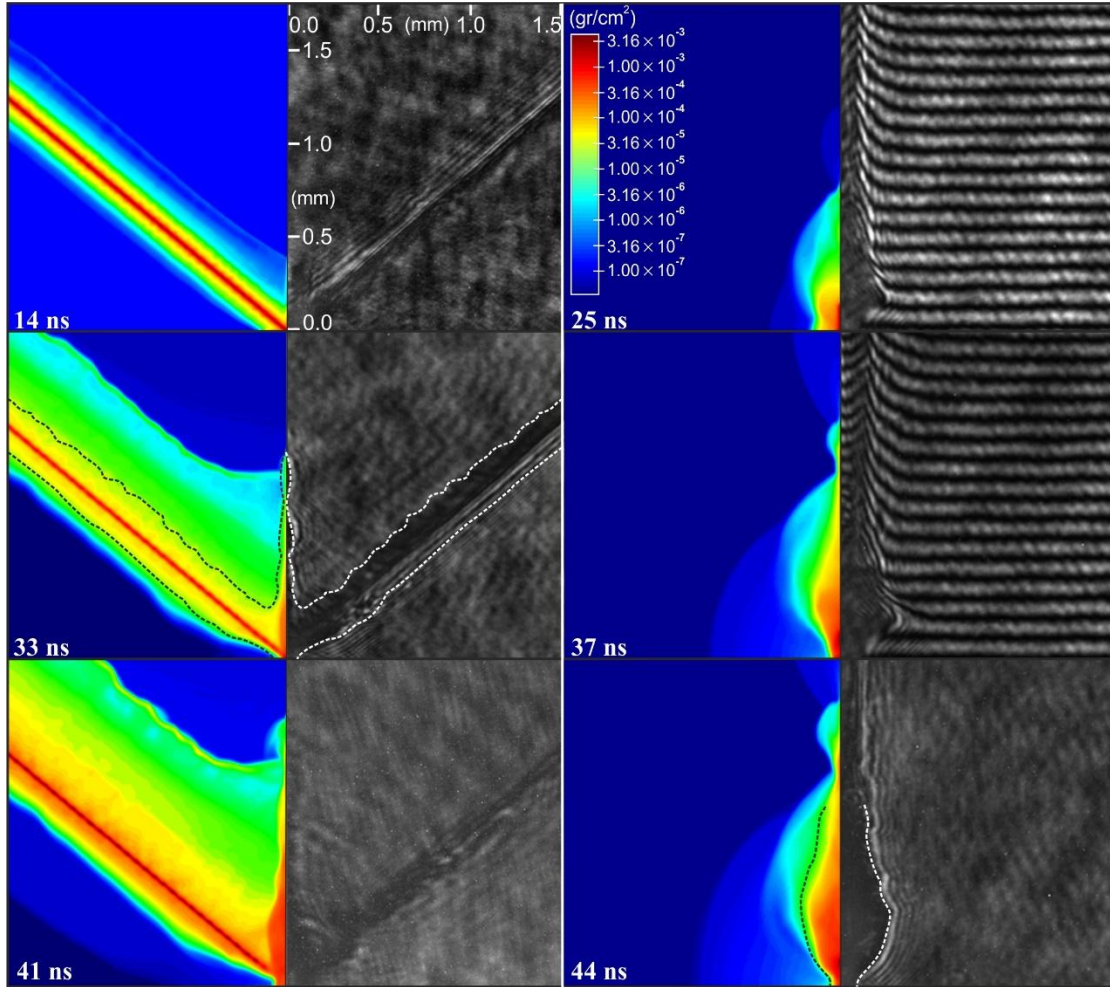 0.0 0.5 (mm) 1.0 1.5
1.5
1.0
(mm)
0.5
0.0
14 ns
(gr/cm²)
3.16×10⁻³
1.00×10⁻³
3.16×10⁻⁴
1.00×10⁻⁴
3.16×10⁻⁵
1.00×10⁻⁵
3.16×10⁻⁶
1.00×10⁻⁶
3.16×10⁻⁷
1.00×10⁻⁷
25 ns
33 ns
37 ns
41 ns
44 ns